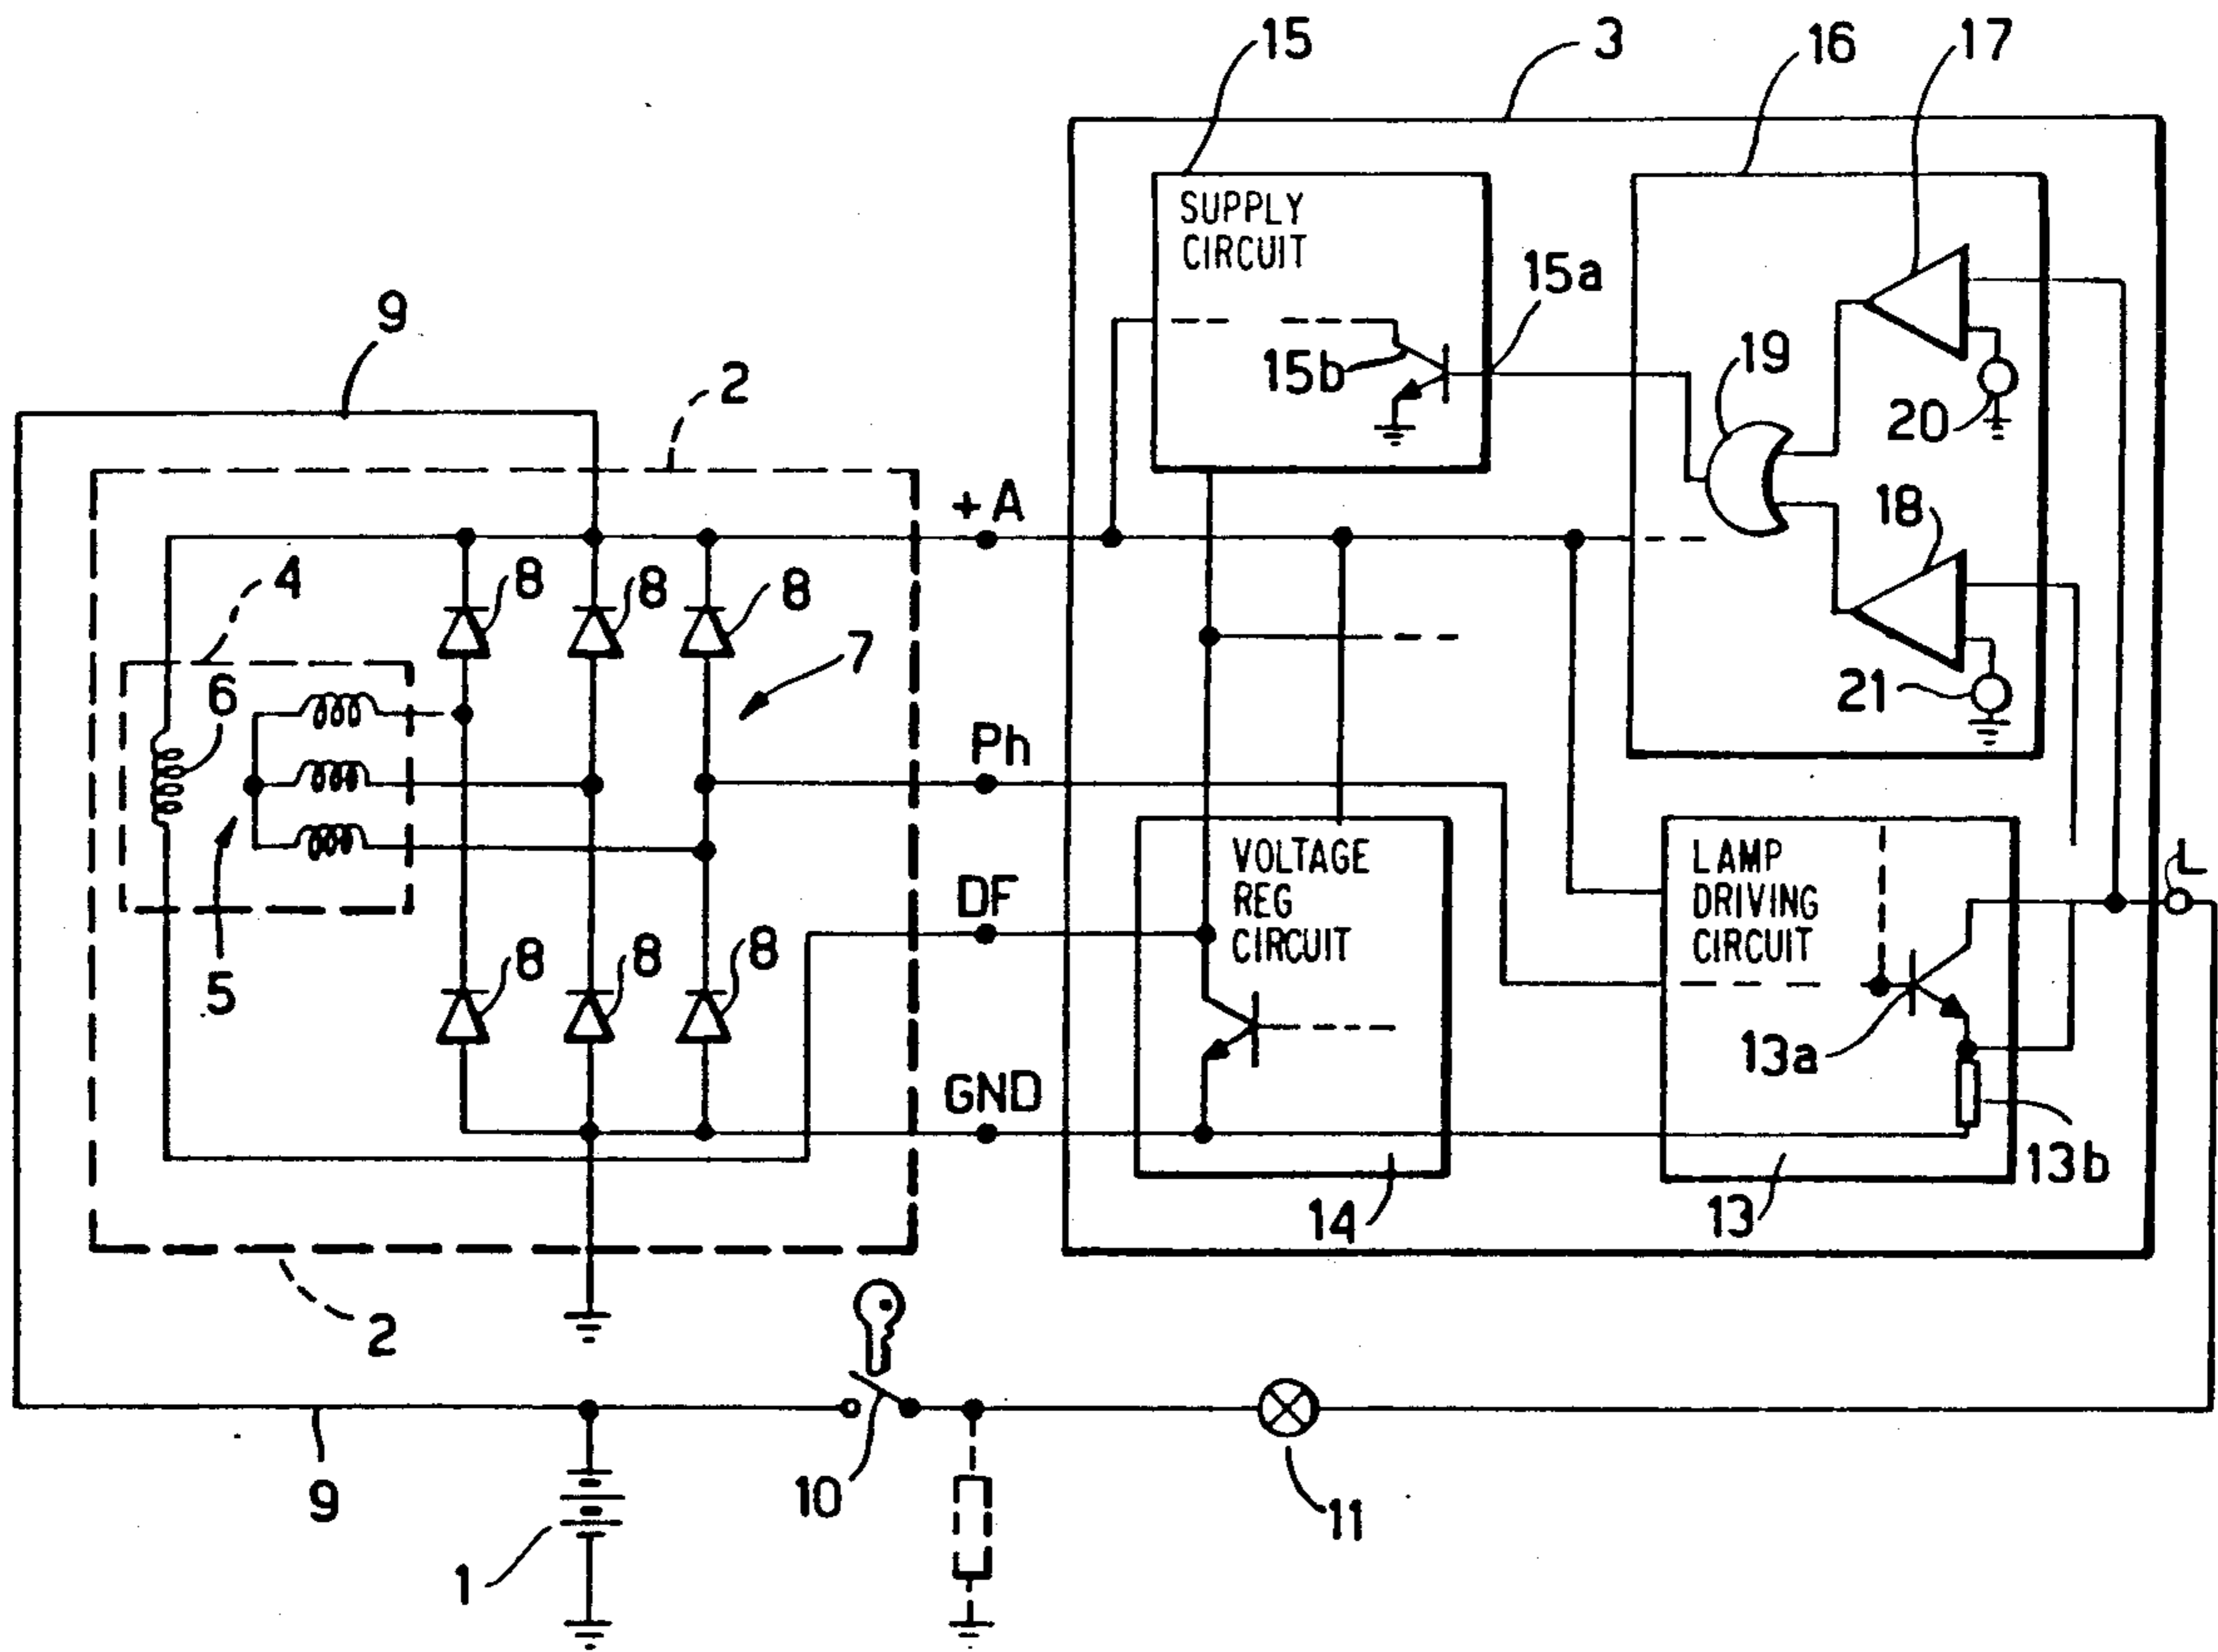 15
3
16
17
SUPPLY
CIRCUIT
15a
9
15b
19
2
20
+A
18
4
8
8
8
6
7
21
Ph
VOLTAGE
REG
CIRCUIT
LAMP
DRIVING
CIRCUIT
L
DF
5
8
8
8
13a
GND
13b
14
13
2
10
9
11
1